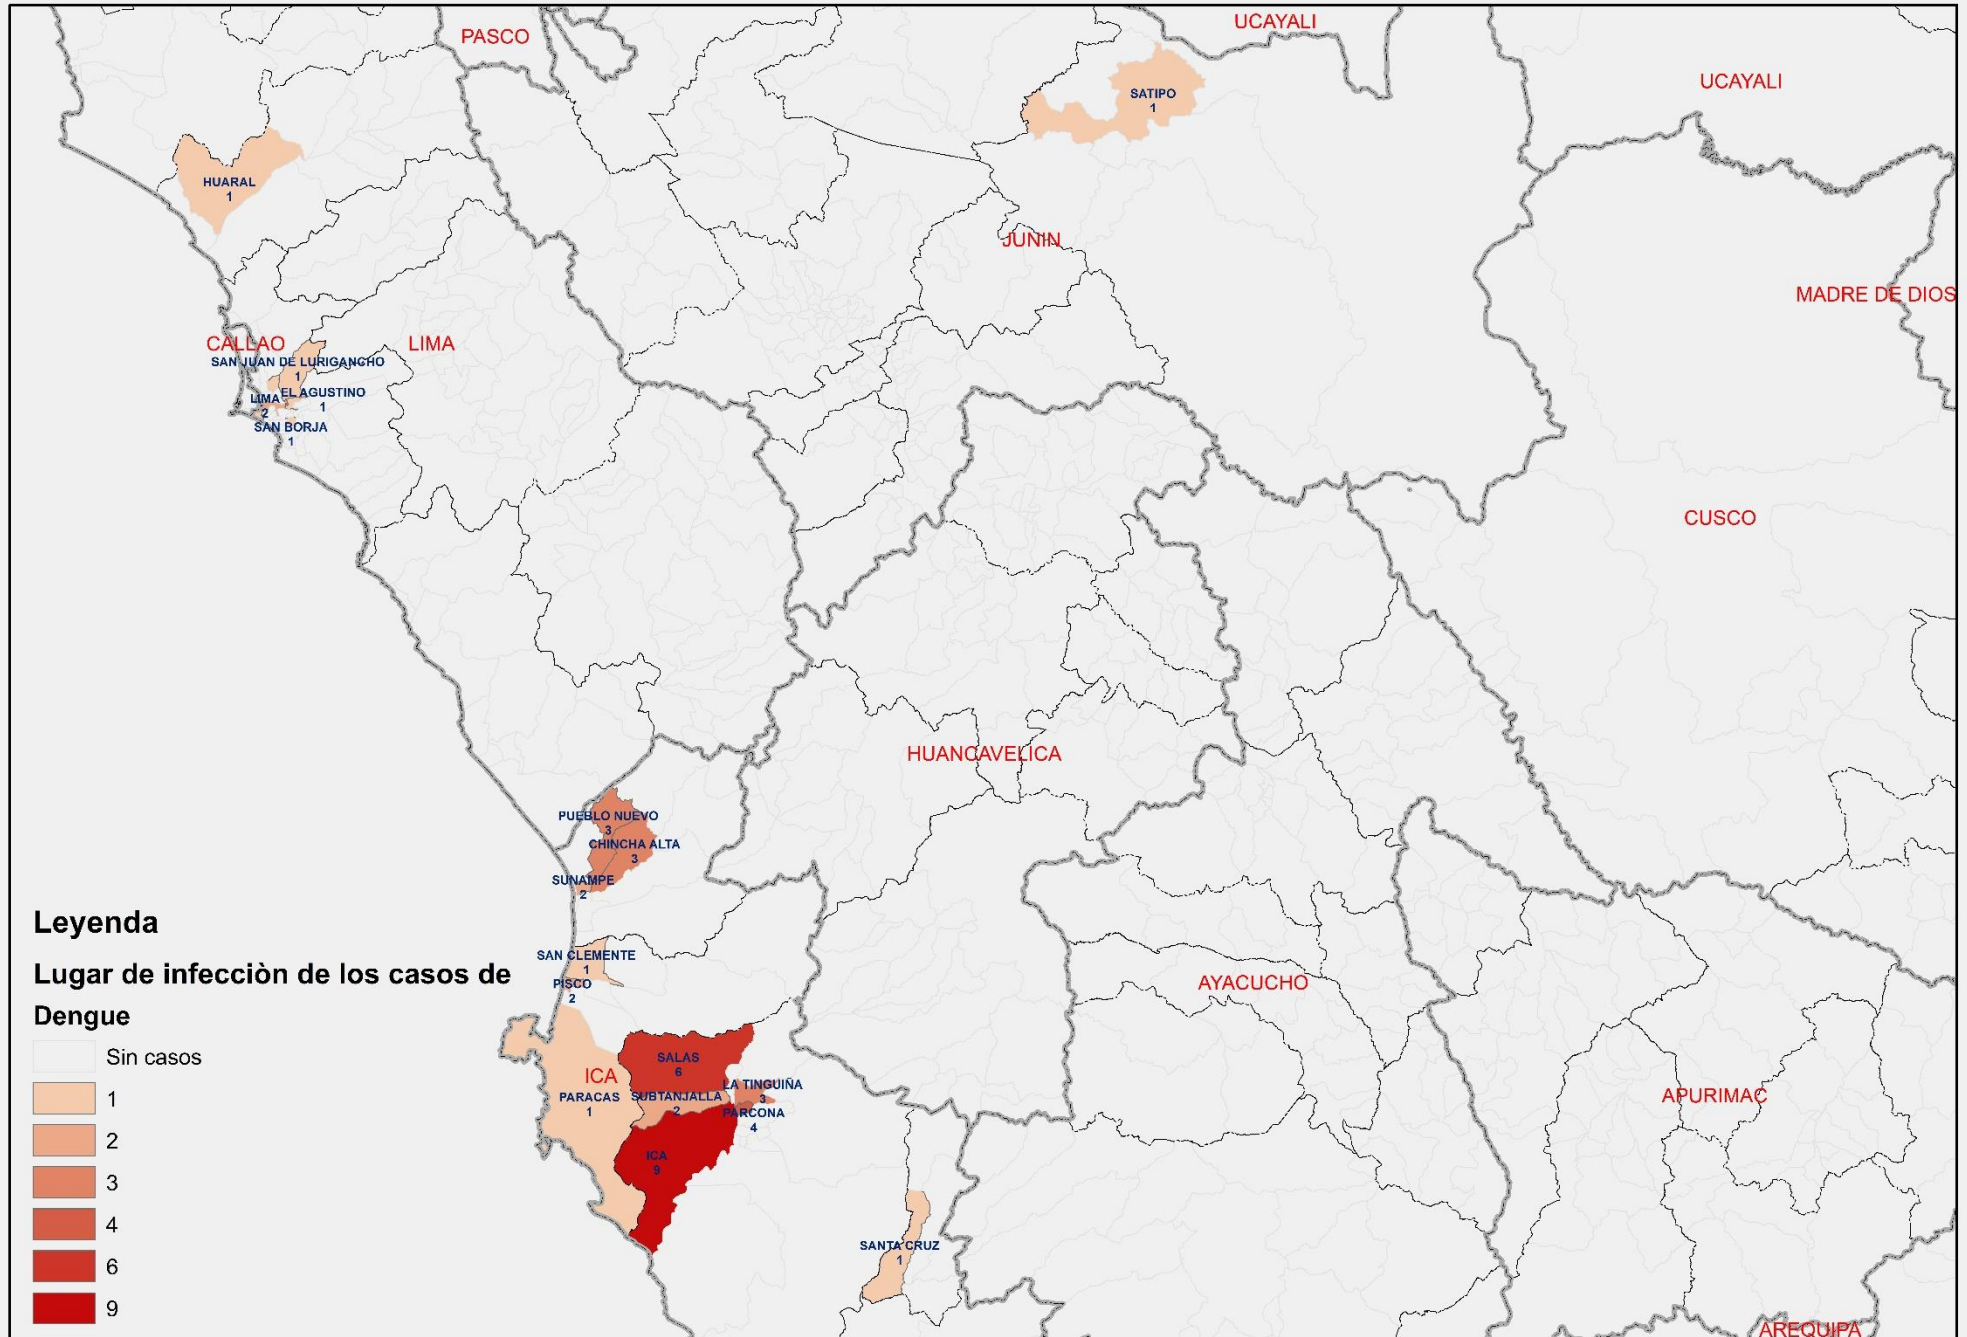 UCAYALI
PASCO
UCAYALI
SATIPO
1
HUARAL
1
JUNIN
MADRE DE DIOS
CALLAO
LIMA
SAN JUAN DE LURIGANCHO
1
EL AGUSTINO
1
LIMA
2
SAN BORJA
1
CUSCO
HUANCAVELICA
PUEBLO NUEVO
3
CHINCHA ALTA
3
SUNAMPE
2
SAN CLEMENTE
1
PISCO
2
AYACUCHO
SALAS
6
ICA
PARACAS
1
SUBTANJALLA
2
LA TINGUIÑA
3
PARCONA
4
APURIMAC
ICA
9
SANTA CRUZ
1
AREQUIPA
Leyenda
Lugar de infecciòn de los casos de
Dengue
Sin casos
1
2
3
4
6
9